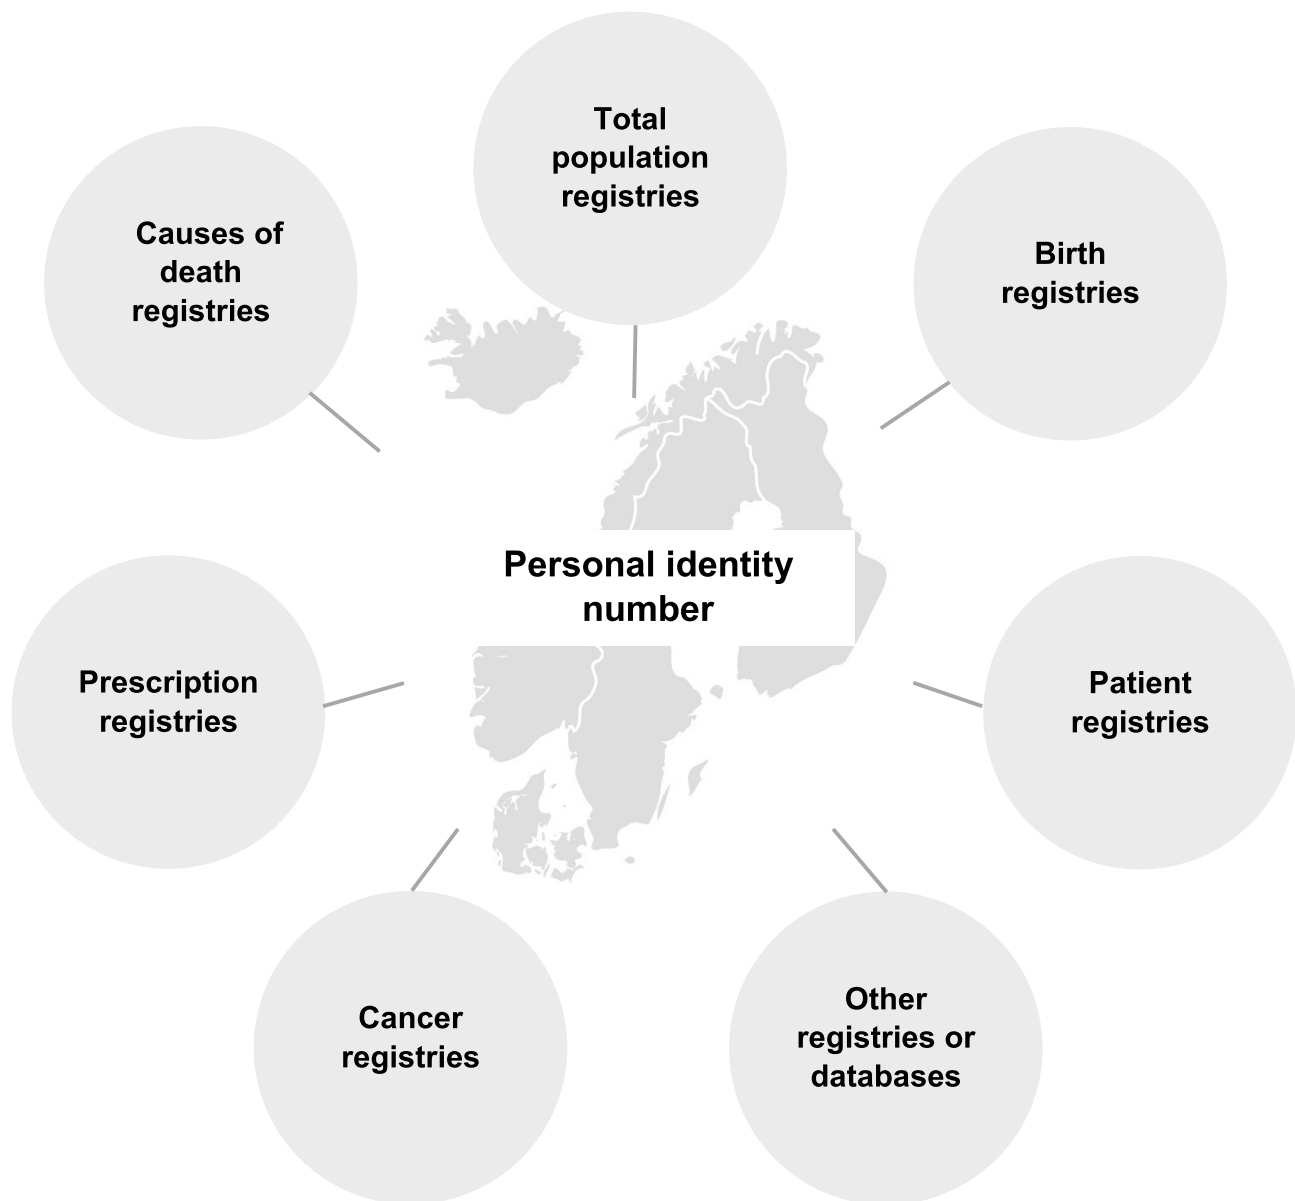 Total
population
registries
Causes of
death
registries
Birth
registries
Personal identity
number
Prescription
registries
Patient
registries
Cancer
registries
Other
registries or
databases